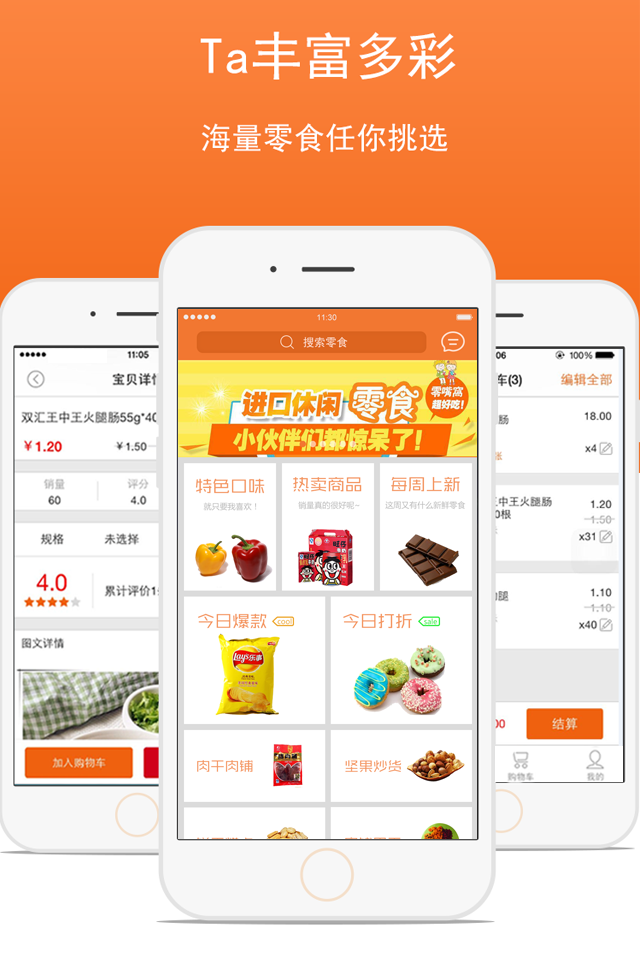 Ta丰富多彩
海量零食任你挑选
11:05
宝贝详情
双汇王中王火腿肠55g*40
¥1.20
¥1.50
销量
60
评分
4.0
规格
未选择
4.0
累计评价1
图文详情
加入购物车
11:30
搜索零食
进口休闲零食
零嘴窝
超好吃!
小伙伴们都惊呆了!
特色口味
就只要我喜欢!
热卖商品
销量真的很好呢~
每周上新
这周又有什么新鲜零食
今日爆款
cool
今日打折
sale
Lay's乐事
肉干肉铺
坚果炒货
06
100%
车(3)
编辑全部
肠
18.00
x4
王中王火腿肠
0根
1.20
1.50
x31
腿
1.10
1.10
x40
00
结算
购物车
我的